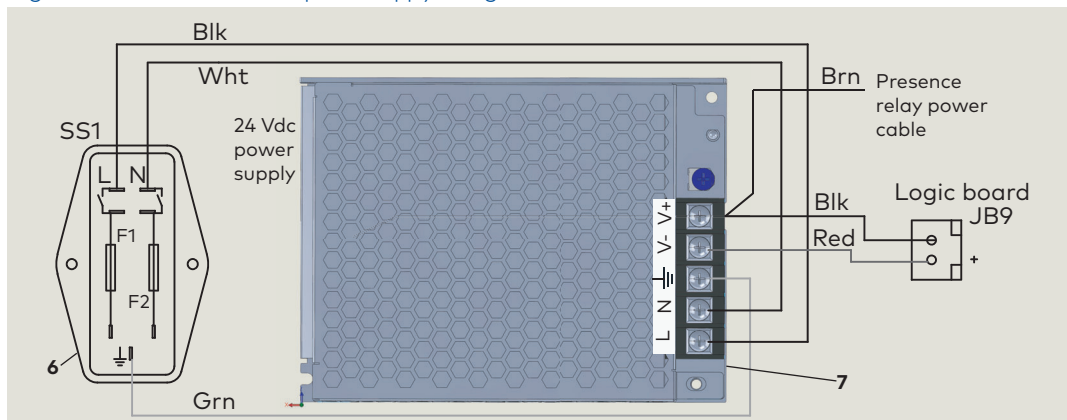 Blk
Wht
Brn
Presence
relay power
cable
SS1
24 Vdc
power
supply
L N
F1
F2
V+
V-
N
L
Blk
Red
Logic board
JB9
+
6
7
Grn